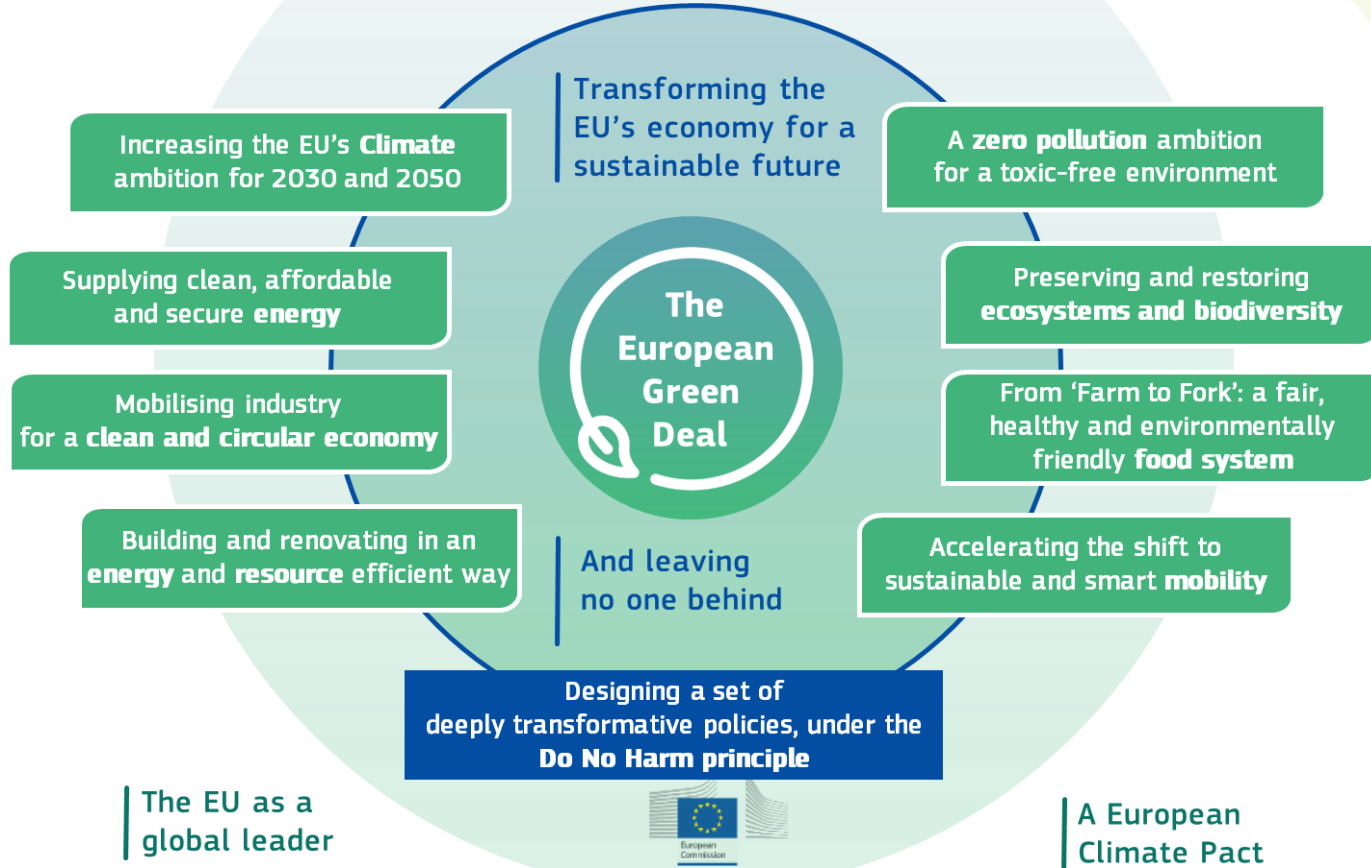 Transforming the
EU's economy for a
sustainable future
Increasing the EU's Climate
ambition for 2030 and 2050
Supplying clean, affordable
and secure energy
Mobilising industry
for a clean and circular economy
Building and renovating in an
energy and resource efficient way
The
European
Green
Deal
A zero pollution ambition
for a toxic-free environment
Preserving and restoring
ecosystems and biodiversity
From ‘Farm to Fork’: a fair,
healthy and environmentally
friendly food system
Accelerating the shift to
sustainable and smart mobility
And leaving
no one behind
Designing a set of
deeply transformative policies, under the
Do No Harm principle
The EU as a
global leader
European
Commission
A European
Climate Pact